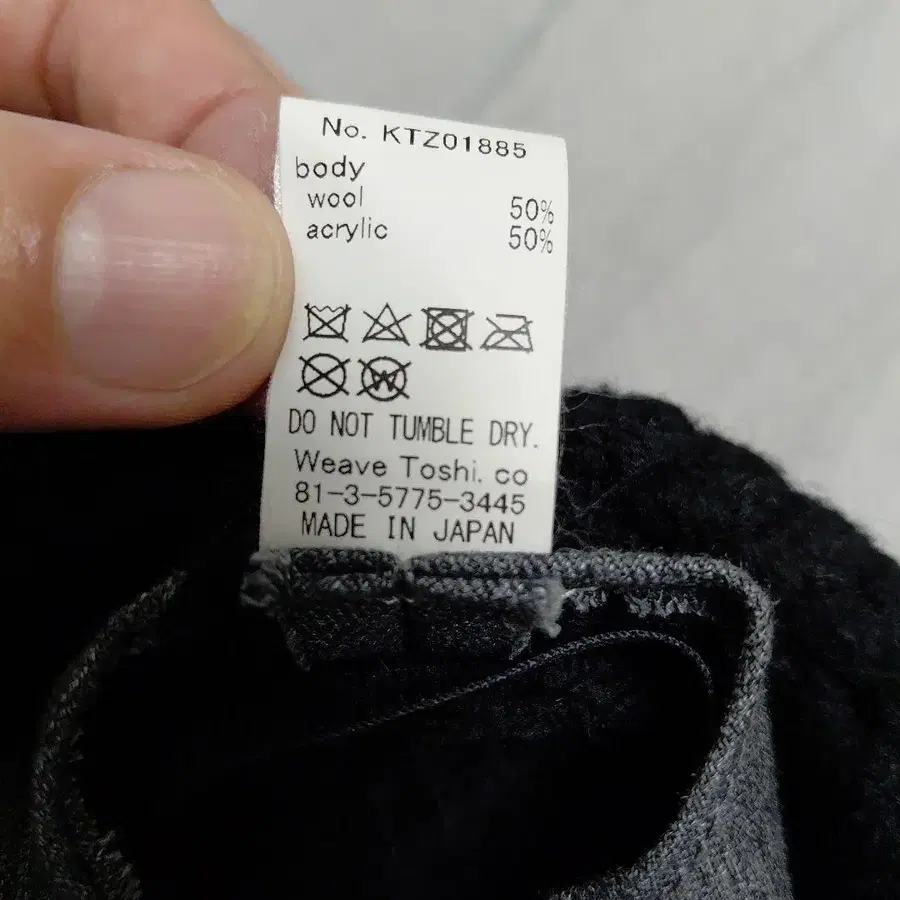 No. KTZ01885
body
wool 50%
acrylic 50%
W
DO NOT TUMBLE DRY.
Weave Toshi. co
81-3-5775-3445
MADE IN JAPAN